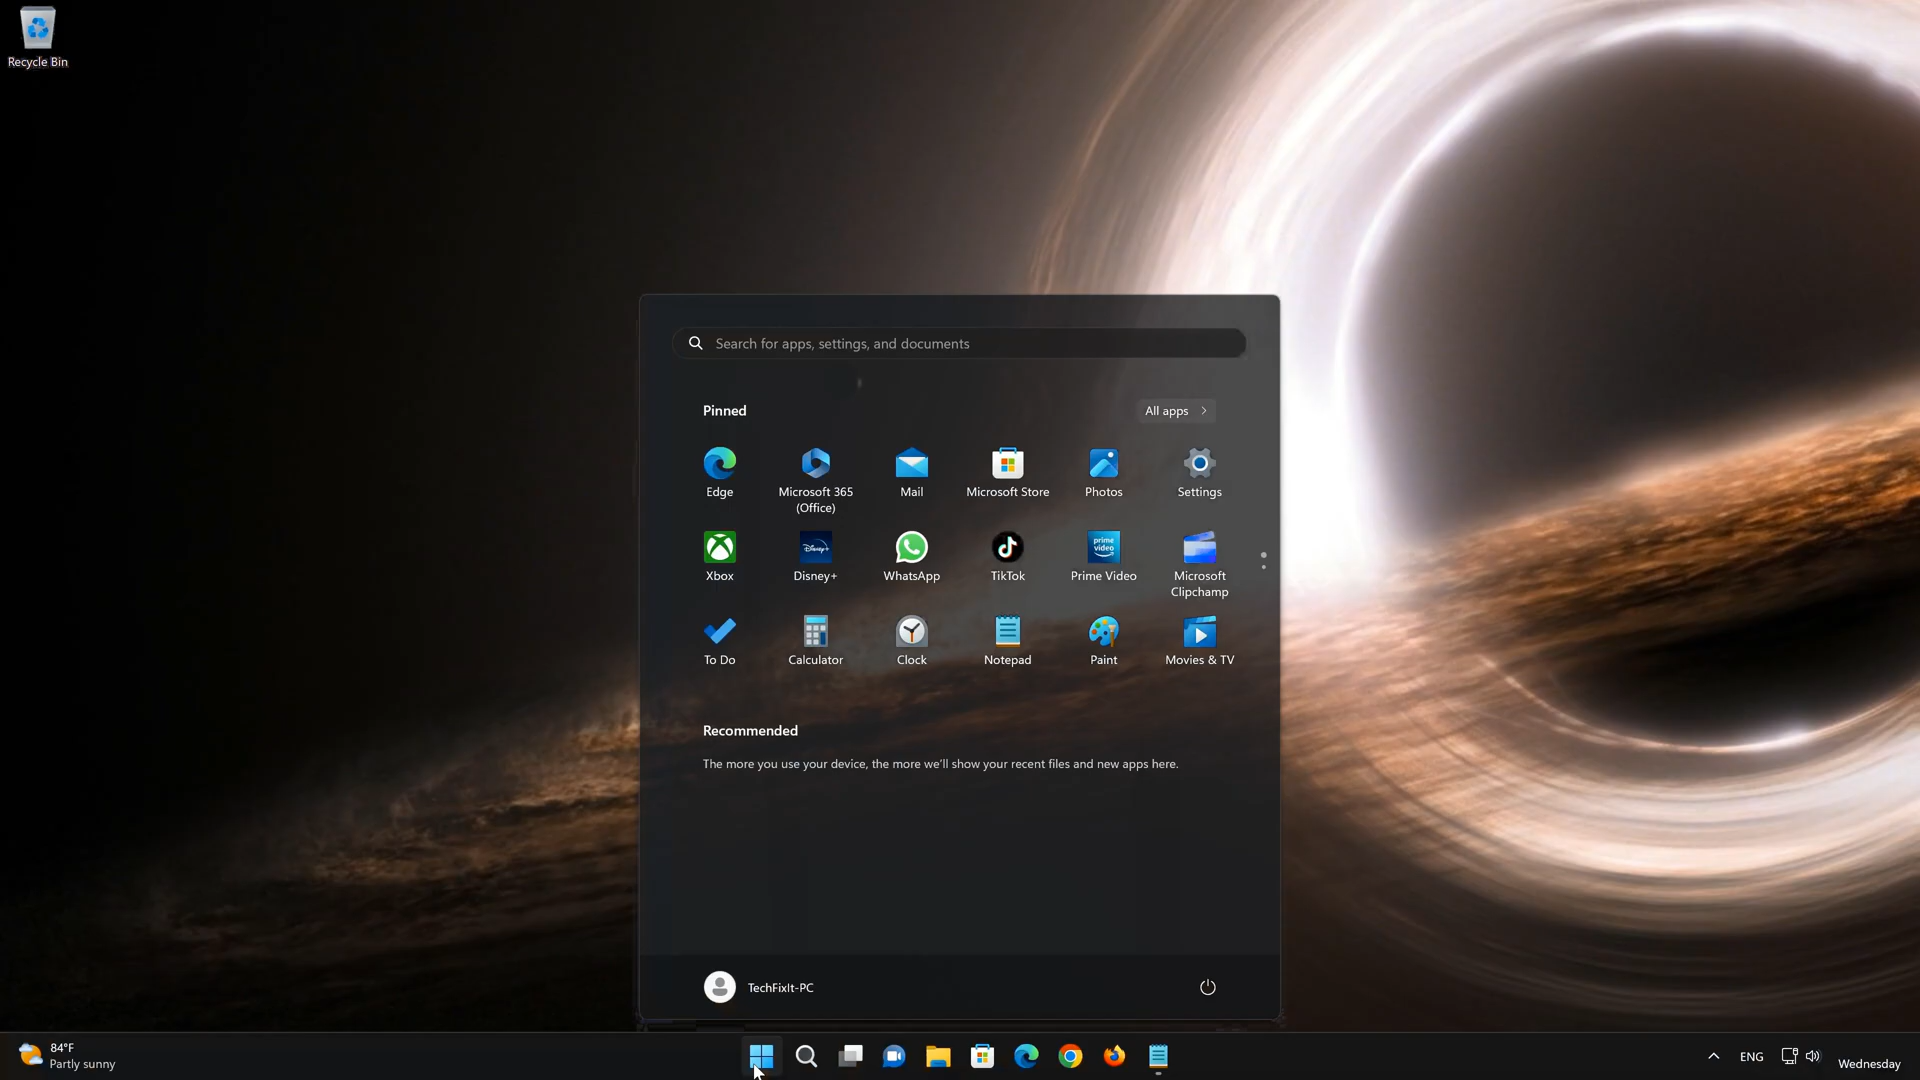 Recycle Bin
Search for apps, settings, and documents
Pinned
All apps
Edge
Microsoft 365
(Office)
Mail
Microsoft Store
Photos
Settings
Xbox
Disney+
Disney+
WhatsApp
TikTok
prime
video
Prime Video
Microsoft
Clipchamp
To Do
Calculator
Clock
Notepad
Paint
Movies & TV
Recommended
The more you use your device, the more we'll show your recent files and new apps here.
TechFixIt-PC
84°F
Partly sunny
ENG
Wednesday